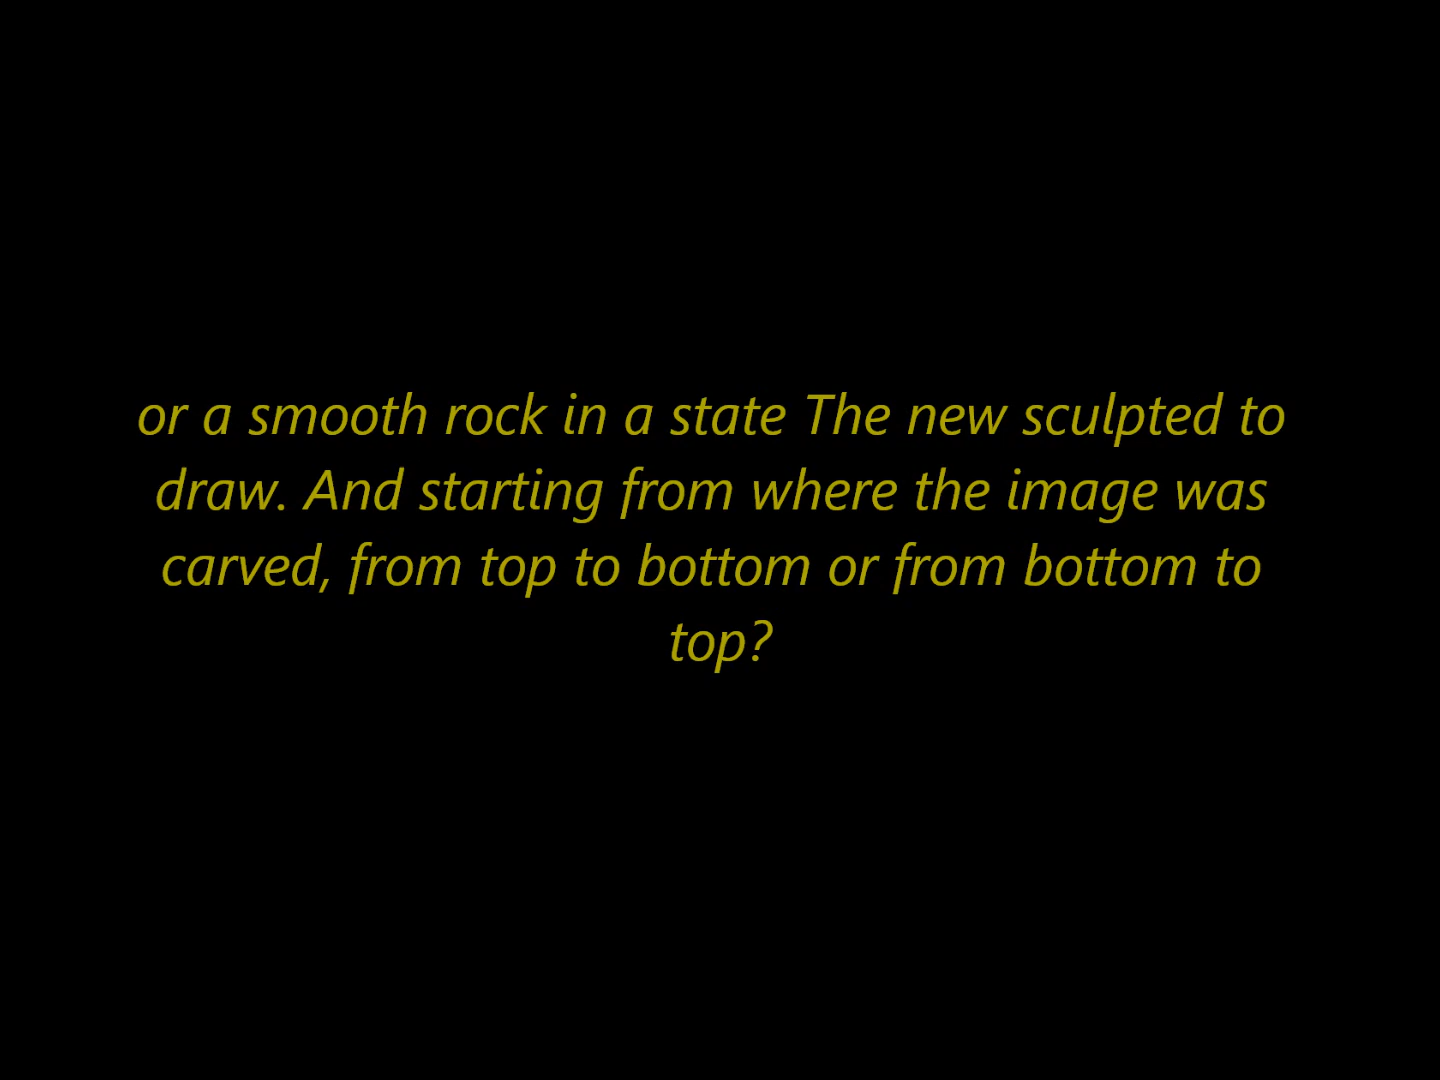 or a smooth rock in a state The new sculpted to
draw. And starting from where the image was
carved, from top to bottom or from bottom to
top?